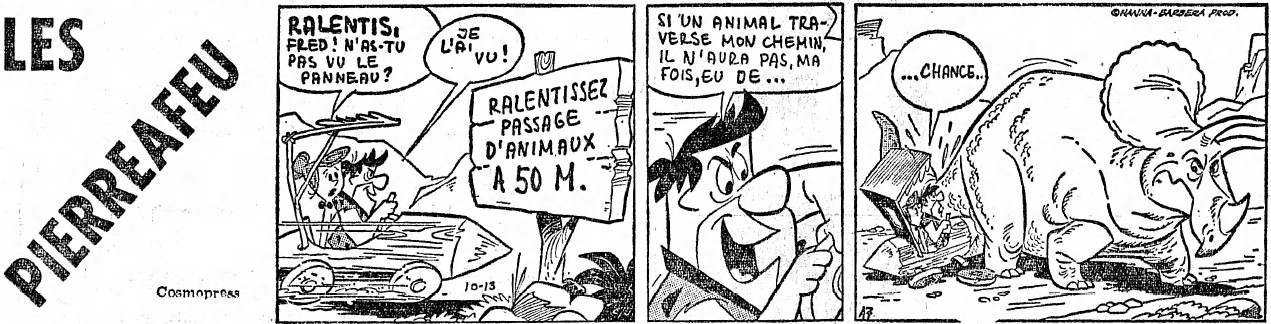 LES
PIERREAFEU
Cosmopress
RALENTIS,
FRED! N'AS-TU
PAS VU LE
PANNEAU?
JE
L'AI
VU!
RALENTISSEZ
PASSAGE
D'ANIMAUX
A 50 M.
10-13
SI UN ANIMAL TRA-
VERSE MON CHEMIN,
IL N'AURA PAS, MA
FOIS, EU DE...
©HANNA-BARBERA PROD.
...CHANCE..
17